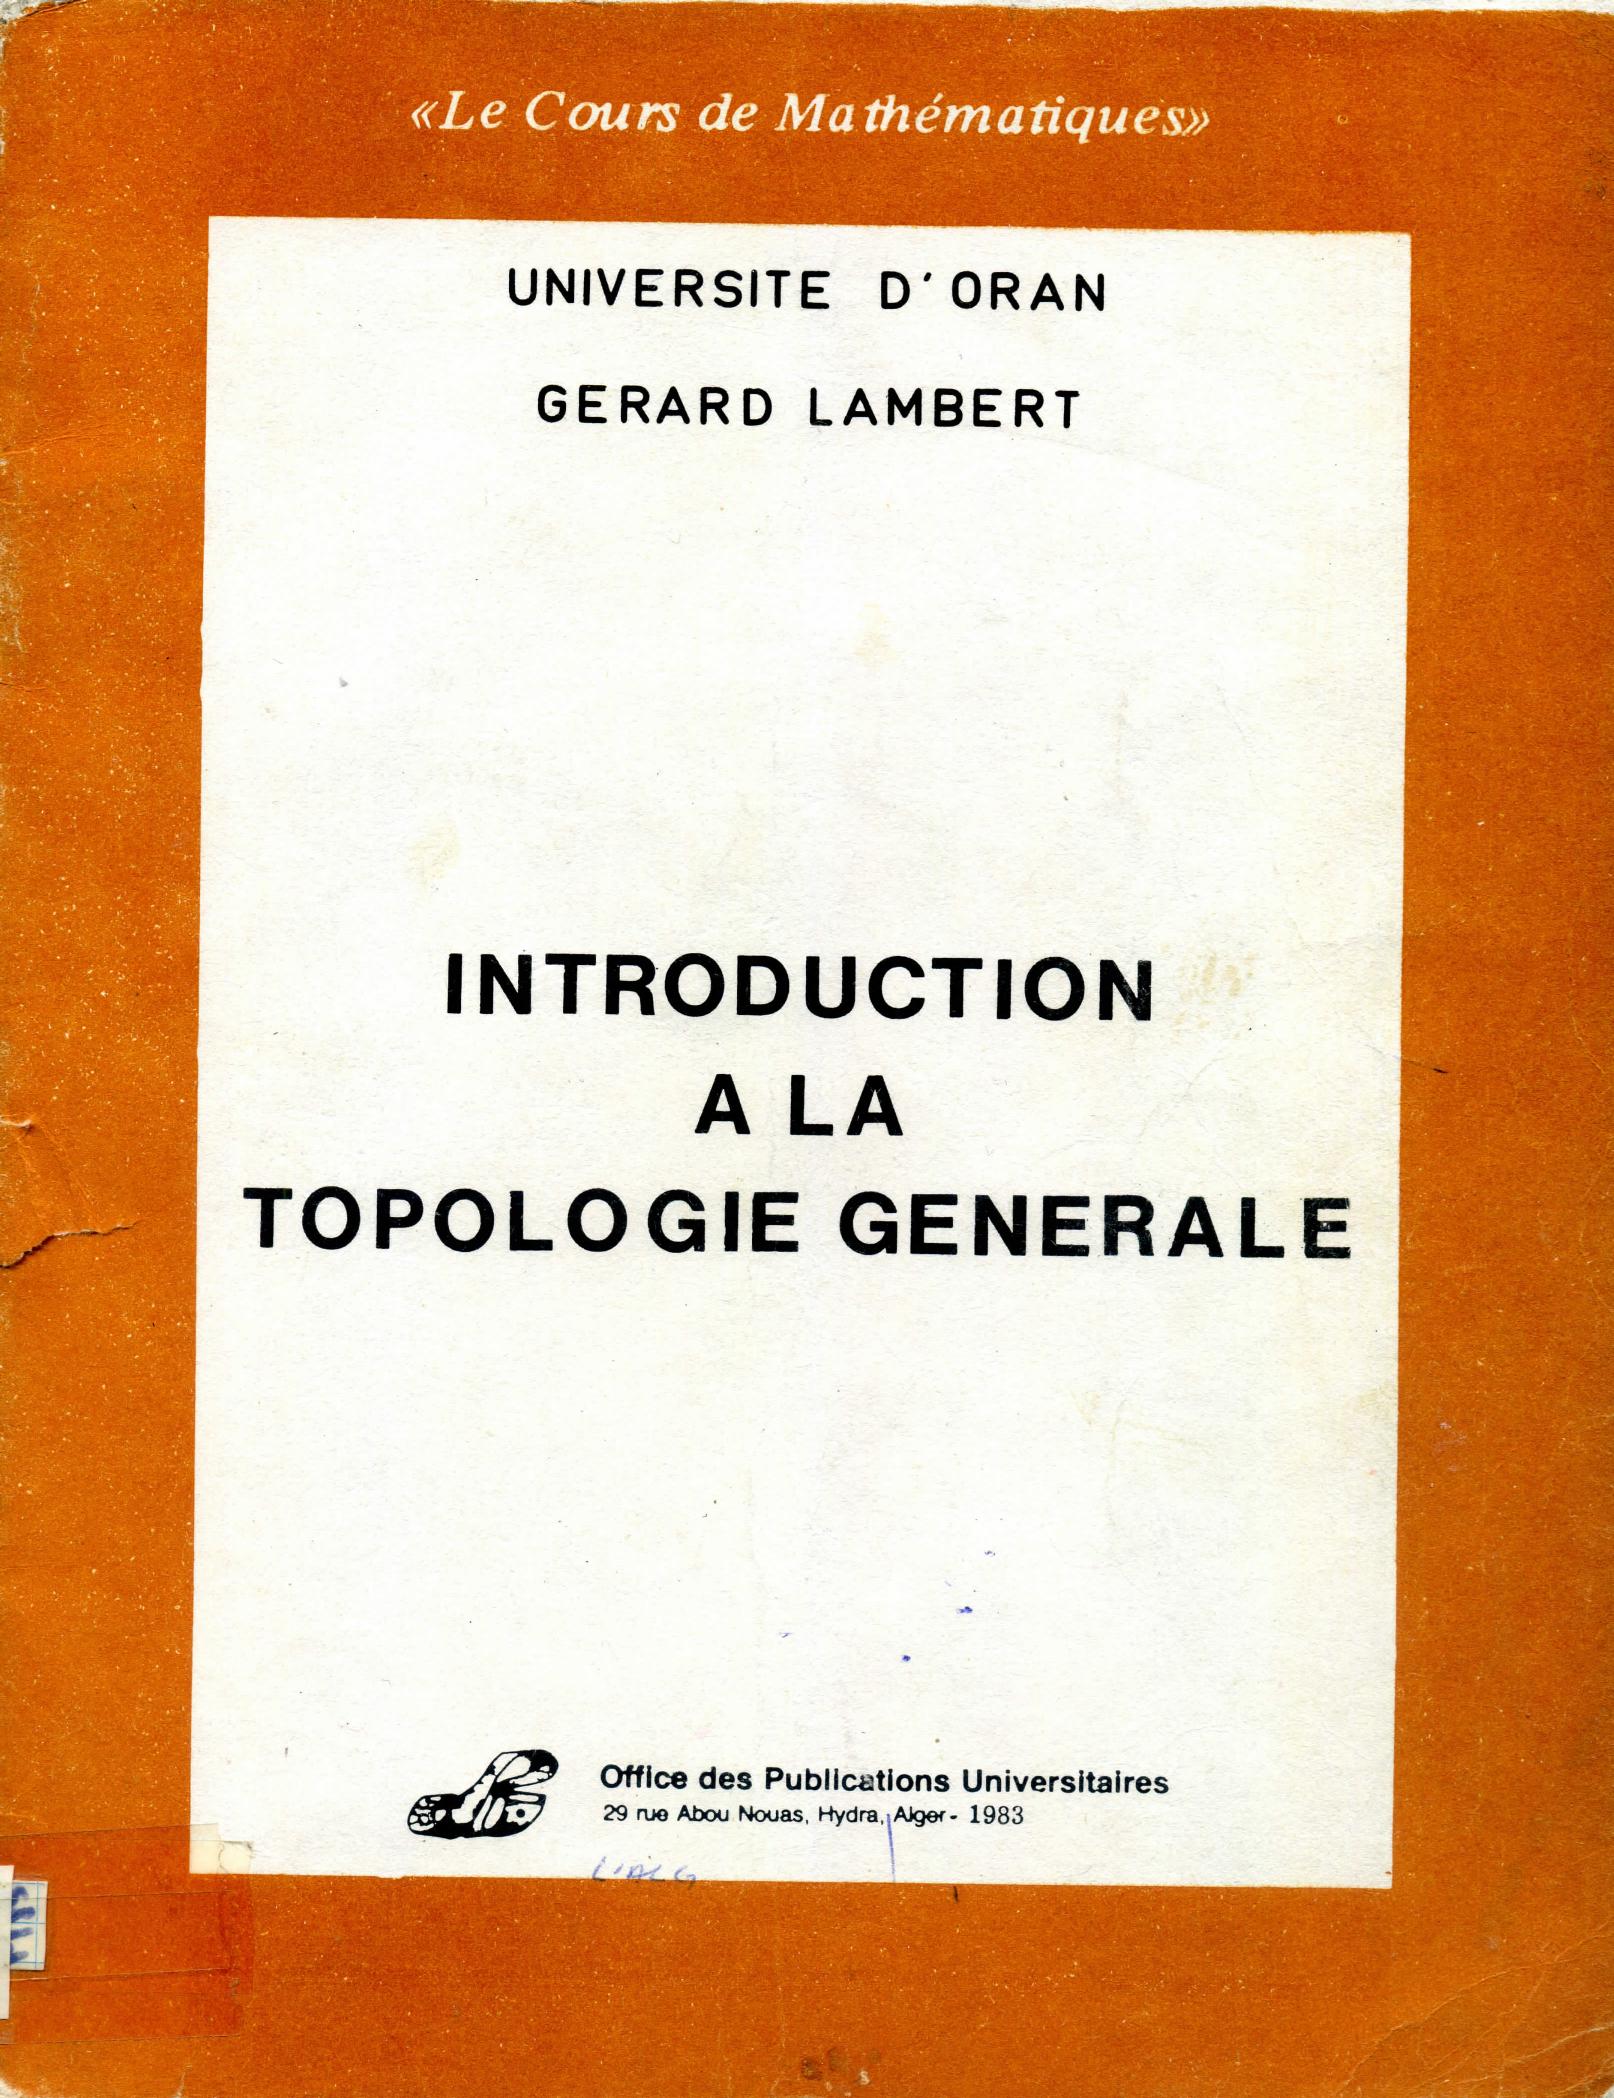 «Le Cours de Mathématiques»
UNIVERSITE D'ORAN
GERARD LAMBERT
INTRODUCTION
A LA
TOPOLOGIE GENERALE
Office des Publications Universitaires
29 rue Abou Nouas, Hydra, Alger - 1983
L'ALG